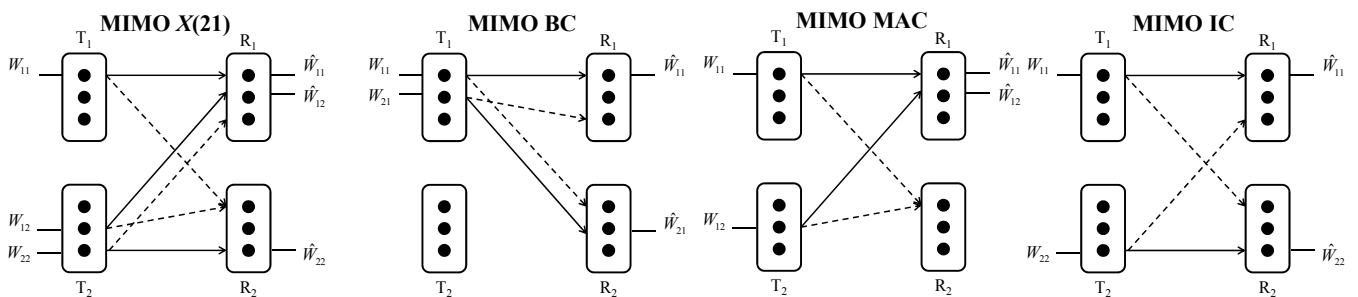 MIMO X(21)
T₁
R₁
W₁₁
Ŵ₁₁
Ŵ₁₂
W₁₂
W₂₂
Ŵ₂₂
T₂
R₂
MIMO BC
T₁
R₁
W₁₁
Ŵ₁₁
W₂₁
Ŵ₂₁
T₂
R₂
MIMO MAC
T₁
R₁
W₁₁
Ŵ₁₁
Ŵ₁₂
W₁₂
T₂
R₂
MIMO IC
T₁
R₁
W₁₁
Ŵ₁₁
W₂₂
Ŵ₂₂
T₂
R₂